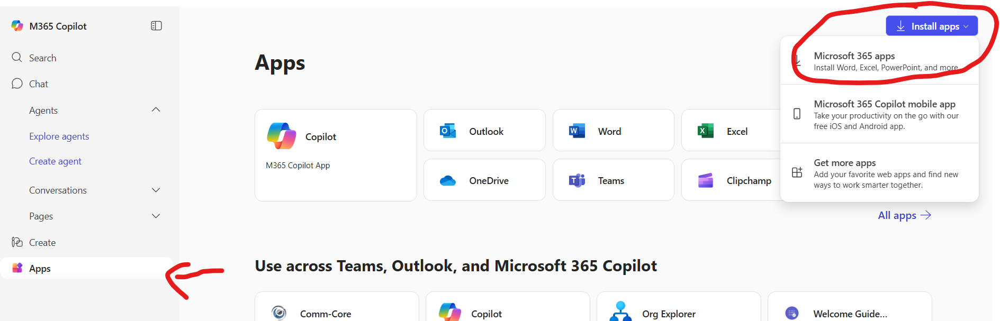 M365 Copilot
Search
Chat
Agents
Explore agents
Create agent
Conversations
Pages
Create
Apps
Install apps
Microsoft 365 apps
Install Word, Excel, PowerPoint, and more
Microsoft 365 Copilot mobile app
Take your productivity on the go with our
free iOS and Android app.
Get more apps
Add your favorite web apps and find new
ways to work smarter together.
Apps
Copilot
M365 Copilot App
Outlook
Word
Excel
OneDrive
Teams
Clipchamp
All apps
Use across Teams, Outlook, and Microsoft 365 Copilot
Comm-Core
Copilot
Org Explorer
Welcome Guide...